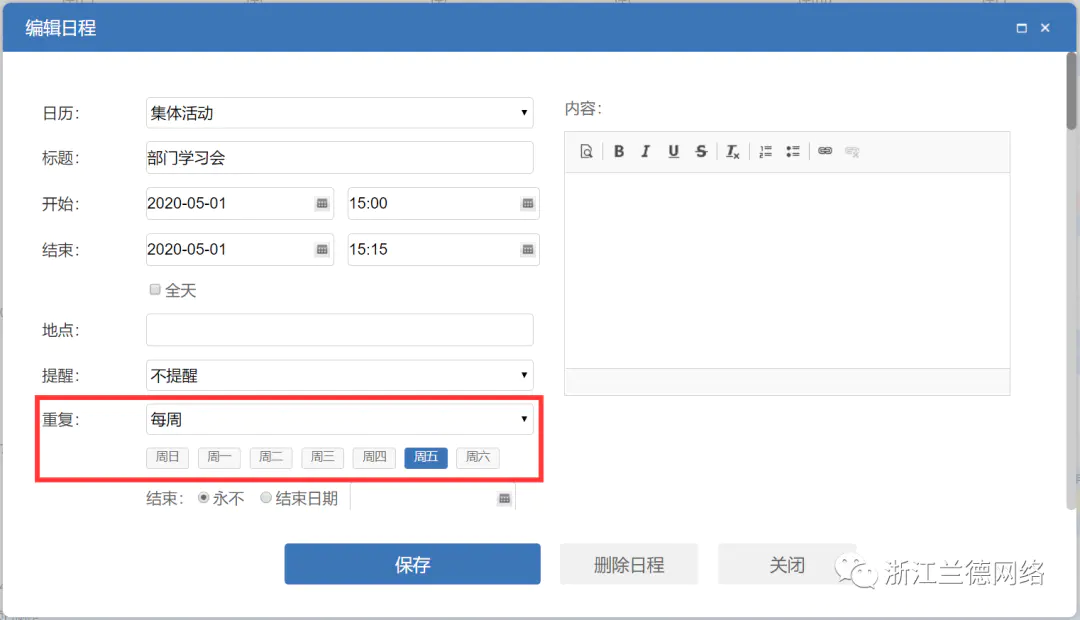 编辑日程
日历： 集体活动
标题： 部门学习会
开始： 2020-05-01 15:00
结束： 2020-05-01 15:15
全天
地点：
提醒： 不提醒
重复： 每周
周日 周一 周二 周三 周四 周五 周六
结束： 永不 结束日期
内容：
B I U S Tx
保存 删除日程 关闭
浙江兰德网络